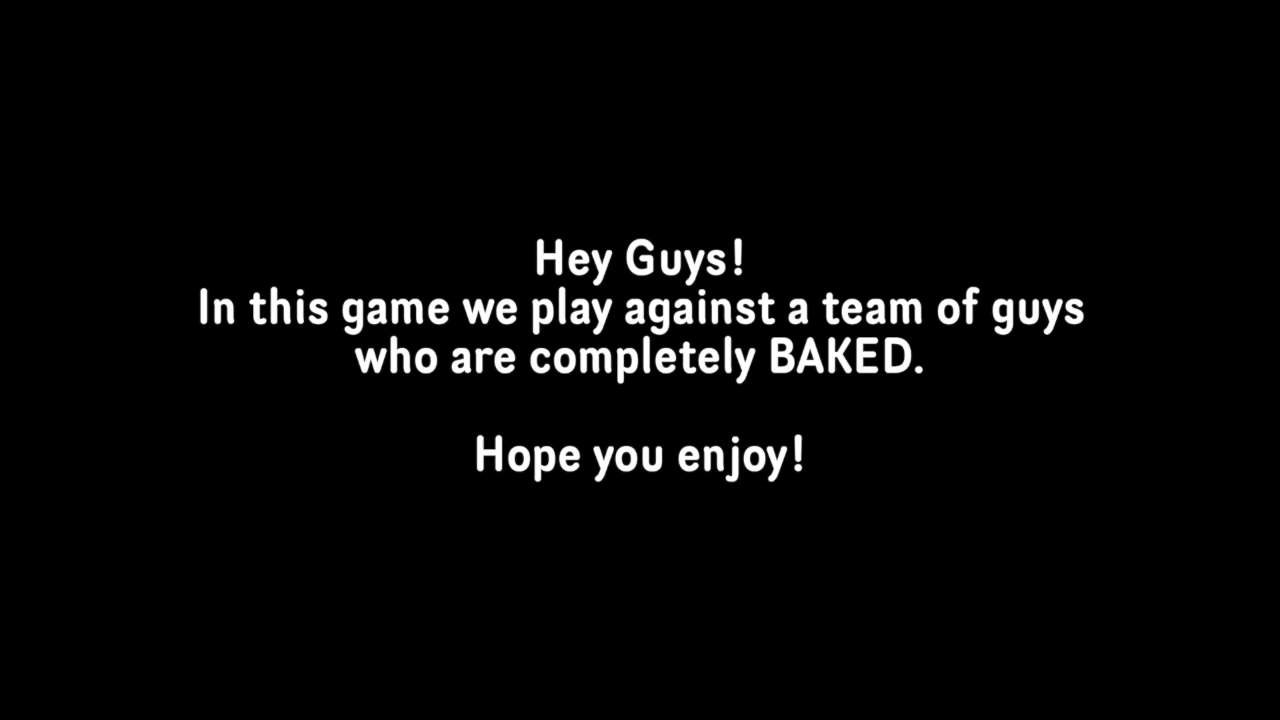 Hey Guys!
In this game we play against a team of guys
who are completely BAKED.
Hope you enjoy!